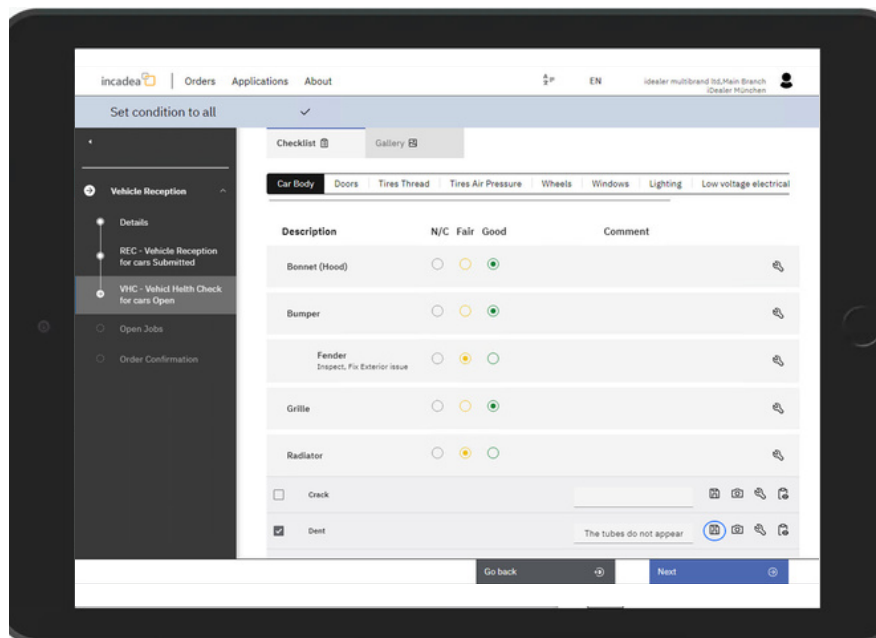 incadea
Orders Applications About
EN
idealer multibrand ltd,Main Branch
iDealer München
Set condition to all
Checklist
Gallery
Vehicle Reception
Details
REC - Vehicle Reception
for cars Submitted
VHC - Vehicl Helth Check
for cars Open
Open Jobs
Order Confirmation
Car Body Doors Tires Thread Tires Air Pressure Wheels Windows Lighting Low voltage electrical
Description N/C Fair Good Comment
Bonnet (Hood)
Bumper
Fender
Inspect, Fix Exterior issue
Grille
Radiator
Crack
Dent The tubes do not appear
Go back
Next